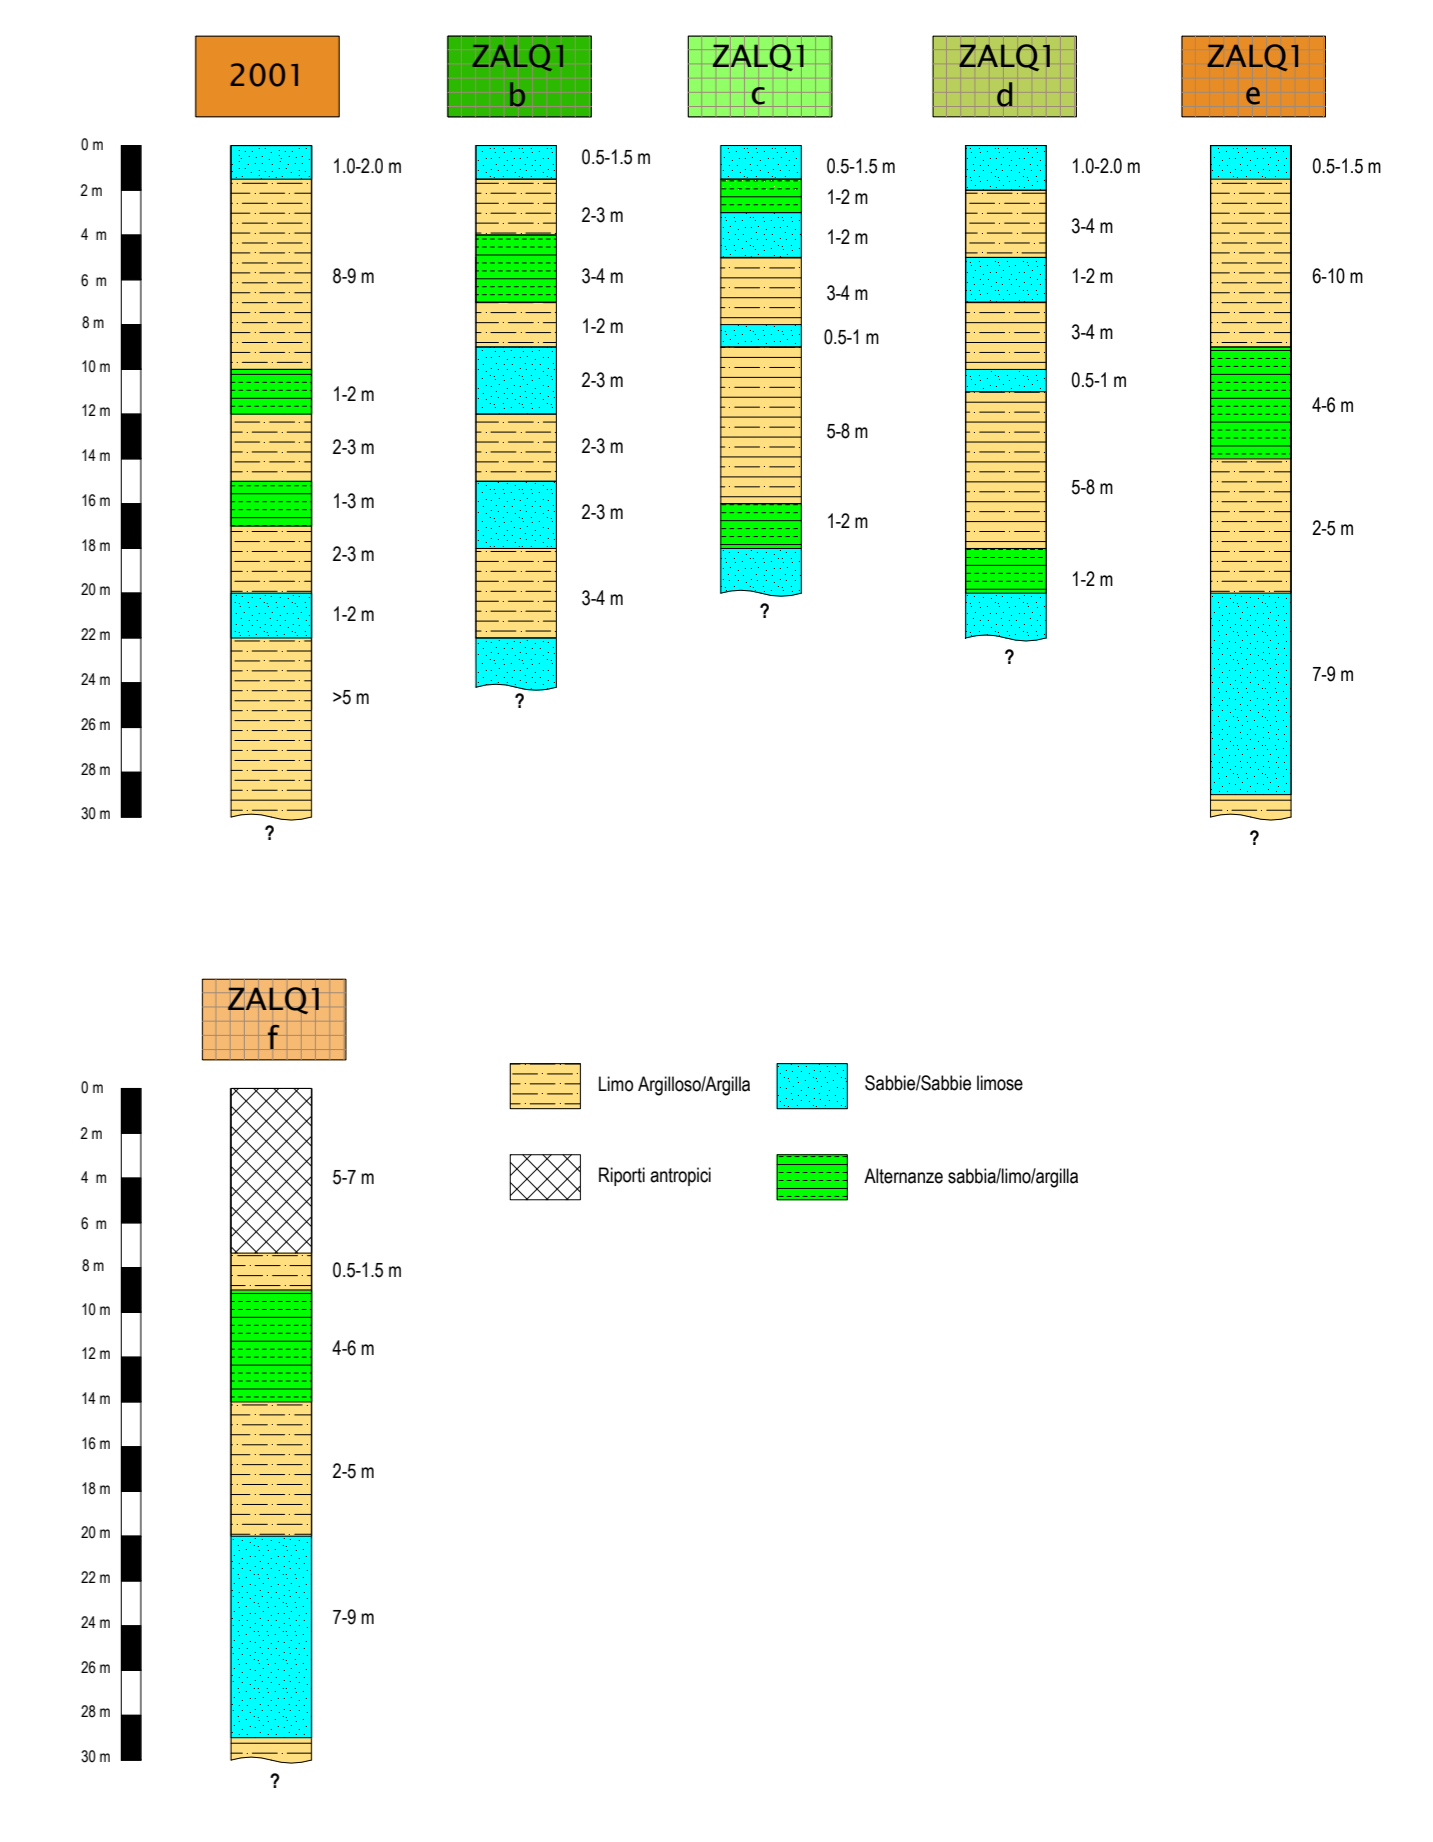 2001
ZALQ1
b
ZALQ1
c
ZALQ1
d
ZALQ1
e
0 m
2 m
4 m
6 m
8 m
10 m
12 m
14 m
16 m
18 m
20 m
22 m
24 m
26 m
28 m
30 m
1.0-2.0 m
8-9 m
1-2 m
2-3 m
1-3 m
2-3 m
1-2 m
>5 m
?
0.5-1.5 m
2-3 m
3-4 m
1-2 m
2-3 m
2-3 m
2-3 m
3-4 m
?
0.5-1.5 m
1-2 m
1-2 m
3-4 m
0.5-1 m
5-8 m
1-2 m
?
1.0-2.0 m
3-4 m
1-2 m
3-4 m
0.5-1 m
5-8 m
1-2 m
?
0.5-1.5 m
6-10 m
4-6 m
2-5 m
7-9 m
?
ZALQ1
f
0 m
2 m
4 m
6 m
8 m
10 m
12 m
14 m
16 m
18 m
20 m
22 m
24 m
26 m
28 m
30 m
5-7 m
0.5-1.5 m
4-6 m
2-5 m
7-9 m
?
Limo Argilloso/Argilla
Sabbie/Sabbie limose
Riporti antropici
Alternanze sabbia/limo/argilla